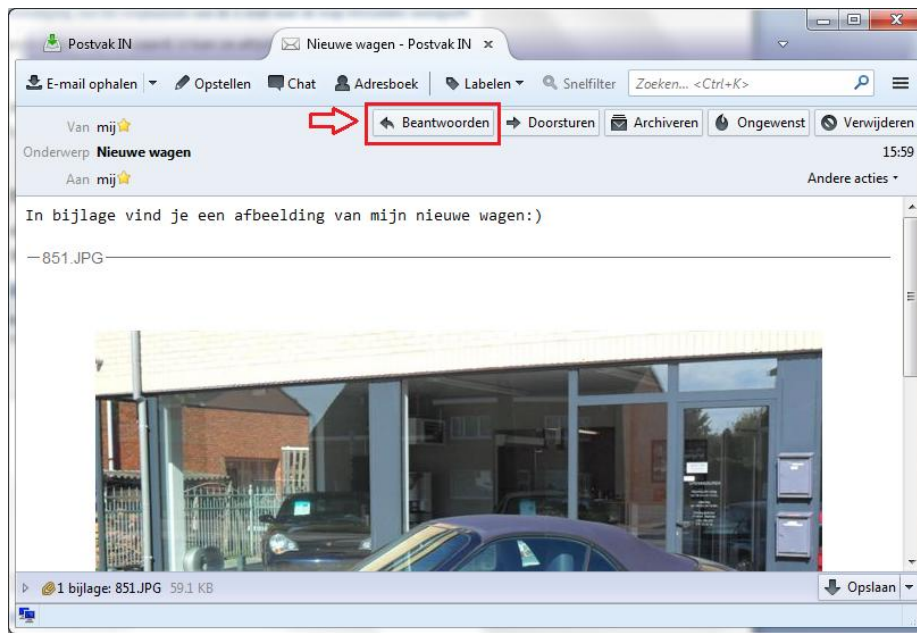 Postvak IN
Nieuwe wagen - Postvak IN
E-mail ophalen Opstellen Chat Adresboek Labelen Snelfilter Zoeken... <Ctrl+K>
Van mij Beantwoorden Doorsturen Archiveren Ongewenst Verwijderen
Onderwerp Nieuwe wagen 15:59
Aan mij Andere acties
In bijlage vind je een afbeelding van mijn nieuwe wagen:)
851.JPG
1 bijlage: 851.JPG 59.1 KB Opslaan